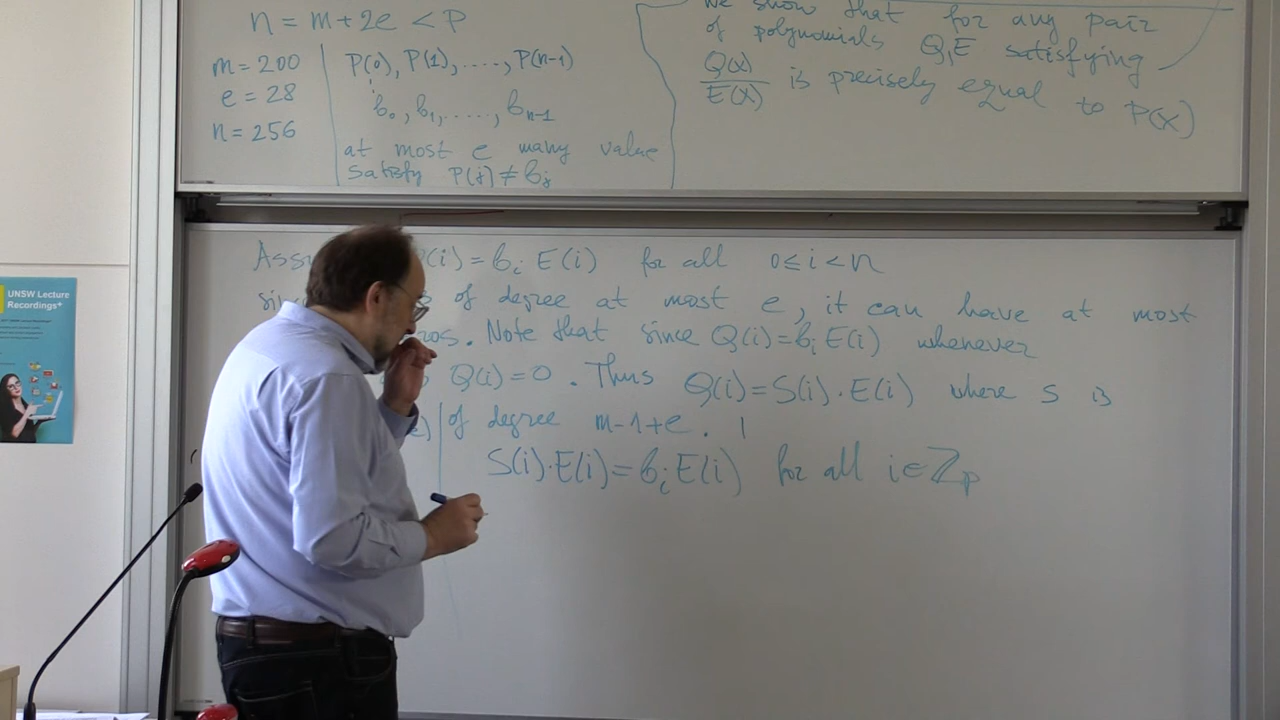 n = m + 2e < p
m = 200
e = 28
n = 256
P(0), P(1), ...., P(n-1)
b₀, b₁, ...., bₙ₋₁
at most e many value
satisfy P(j) ≠ bⱼ
we show that for any pair
of polynomials Q, E satisfying
Q(x)/E(x) is precisely equal to P(x)
(i) = bᵢ E(i) for all 0 ≤ i < n
of degree at most e, it can have at most
Note that since Q(i) = bᵢ E(i) whenever
Q(i) = 0. Thus Q(i) = S(i) · E(i) where S is
of degree m-1+e.
S(i)·E(i) = bᵢ E(i) for all i ∈ ℤₚ
UNSW Lecture
Recordings+